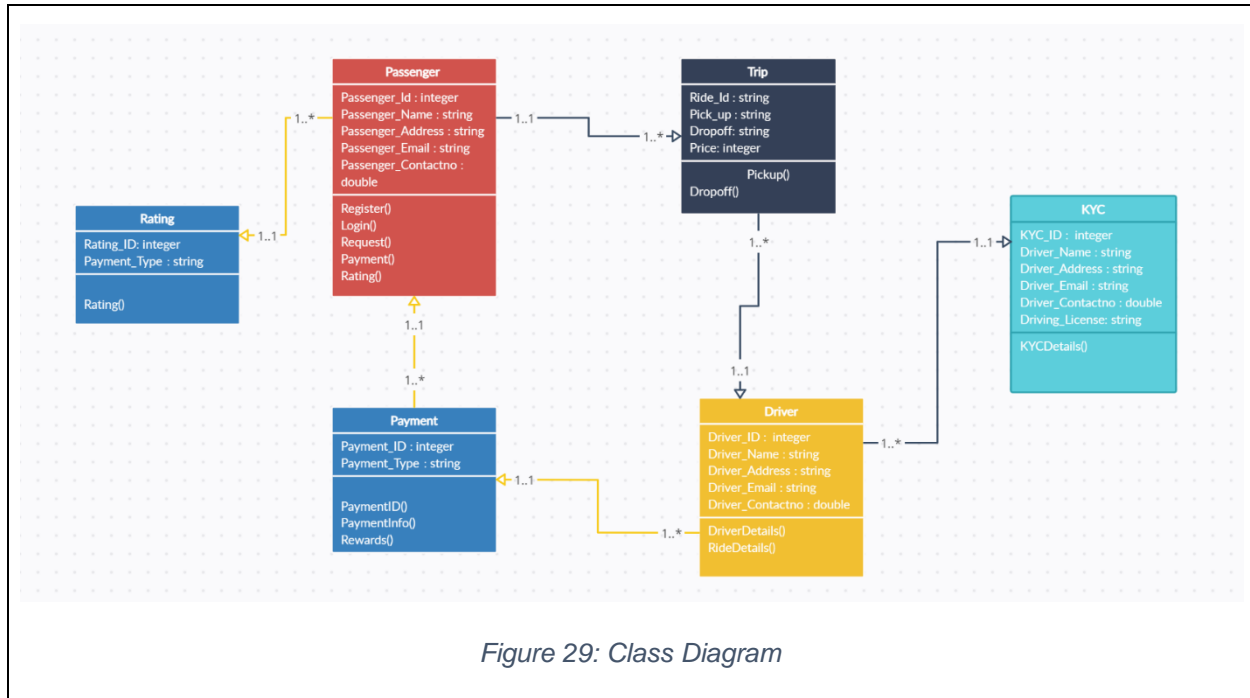 Passenger
Passenger_Id : integer
Passenger_Name : string
Passenger_Address : string
Passenger_Email : string
Passenger_Contactno :
double
Register()
Login()
Request()
Payment()
Rating()
Trip
Ride_Id : string
Pick_up : string
Dropoff: string
Price: integer
Pickup()
Dropoff()
1..*
1..1
1..*
Rating
Rating_ID: integer
Payment_Type : string
Rating()
1..1
KYC
KYC_ID : integer
Driver_Name : string
Driver_Address : string
Driver_Email : string
Driver_Contactno : double
Driving_License: string
KYCDetails()
1..*
1..1
1..1
1..*
1..1
Payment
Payment_ID : integer
Payment_Type : string
PaymentID()
PaymentInfo()
Rewards()
Driver
Driver_ID : integer
Driver_Name : string
Driver_Address : string
Driver_Email : string
Driver_Contactno : double
DriverDetails()
RideDetails()
1..*
1..1
1..*
Figure 29: Class Diagram